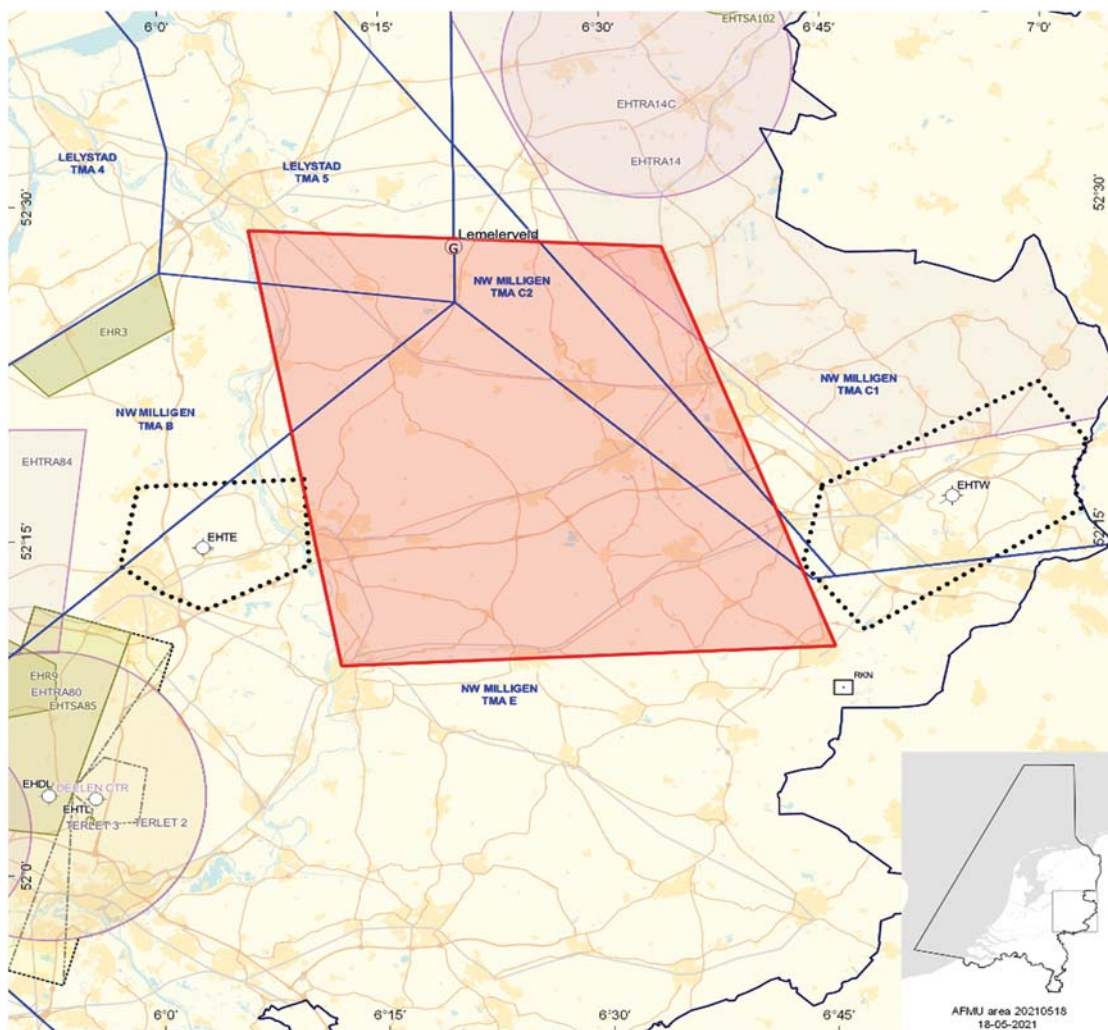 6°0'
6°15'
6°30'
6°45'
7°0'
EHTSA102
EHTRA14C
EHTRA14
LELYSTAD
TMA 4
LELYSTAD
TMA 5
52°30'
52°30'
Lemelerveld
G
NW MILLIGEN
TMA C2
EHR3
NW MILLIGEN
TMA B
NW MILLIGEN
TMA C1
EHTRA84
EHTW
52°15'
52°15'
EHTE
EHR9
EHTRA80
EHTSA85
NW MILLIGEN
TMA E
RKN
EHDL
DEELEN CTR
EHTL
TERLET 3
TERLET 2
52°0'
6°0'
6°15'
6°30'
6°45'
AFMU area 20210518
18-05-2021